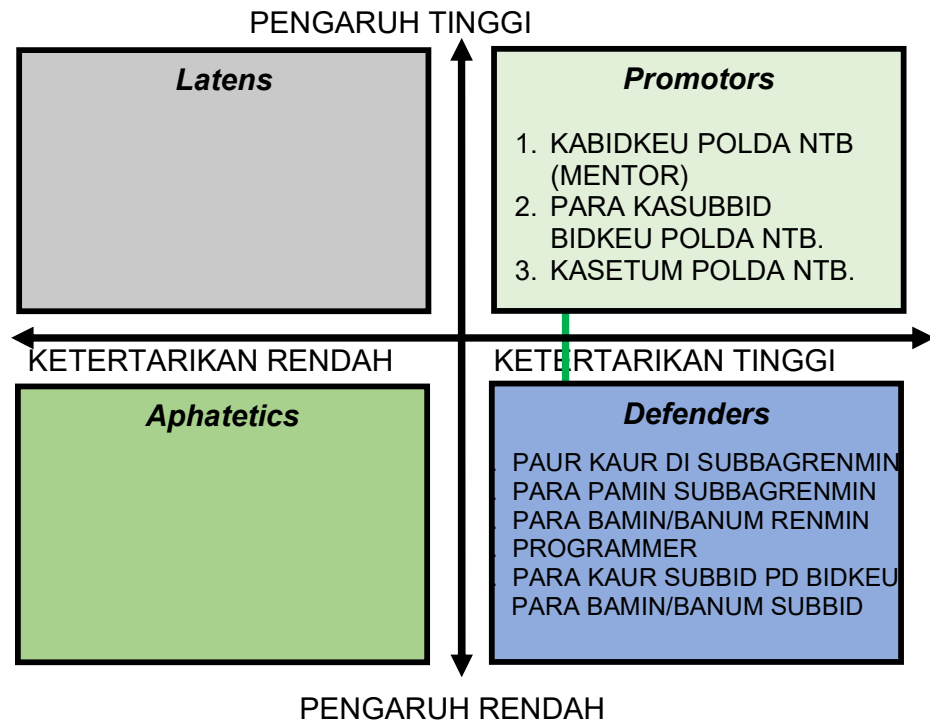 PENGARUH TINGGI
Latens
Promotors
1. KABIDKEU POLDA NTB
(MENTOR)
2. PARA KASUBBID
BIDKEU POLDA NTB.
3. KASETUM POLDA NTB.
KETERTARIKAN RENDAH
KETERTARIKAN TINGGI
Aphatetics
Defenders
PAUR KAUR DI SUBBAGRENMIN
PARA PAMIN SUBBAGRENMIN
PARA BAMIN/BANUM RENMIN
PROGRAMMER
PARA KAUR SUBBID PD BIDKEU
PARA BAMIN/BANUM SUBBID
PENGARUH RENDAH